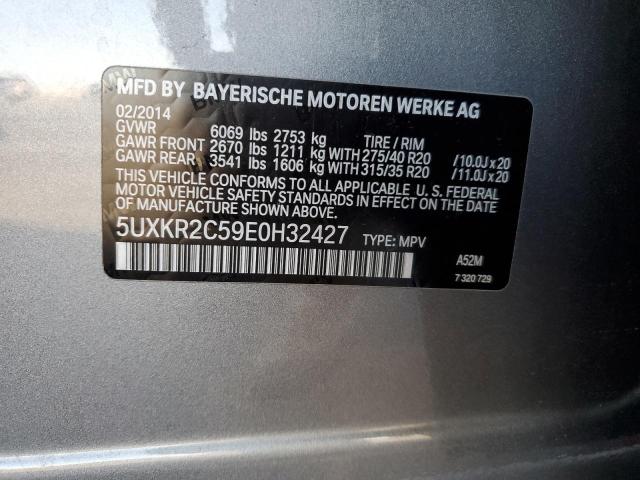 MFD BY BAYERISCHE MOTOREN WERKE AG
02/2014
GVWR 6069 lbs 2753 kg TIRE / RIM
GAWR FRONT 2670 lbs 1211 kg WITH 275/40 R20 /10.0J x 20
GAWR REAR 3541 lbs 1606 kg WITH 315/35 R20 /11.0J x 20
THIS VEHICLE CONFORMS TO ALL APPLICABLE U. S. FEDERAL
MOTOR VEHICLE SAFETY STANDARDS IN EFFECT ON THE DATE
OF MANUFACTURE SHOWN ABOVE.
5UXKR2C59E0H32427 TYPE: MPV
A52M
7 320 729